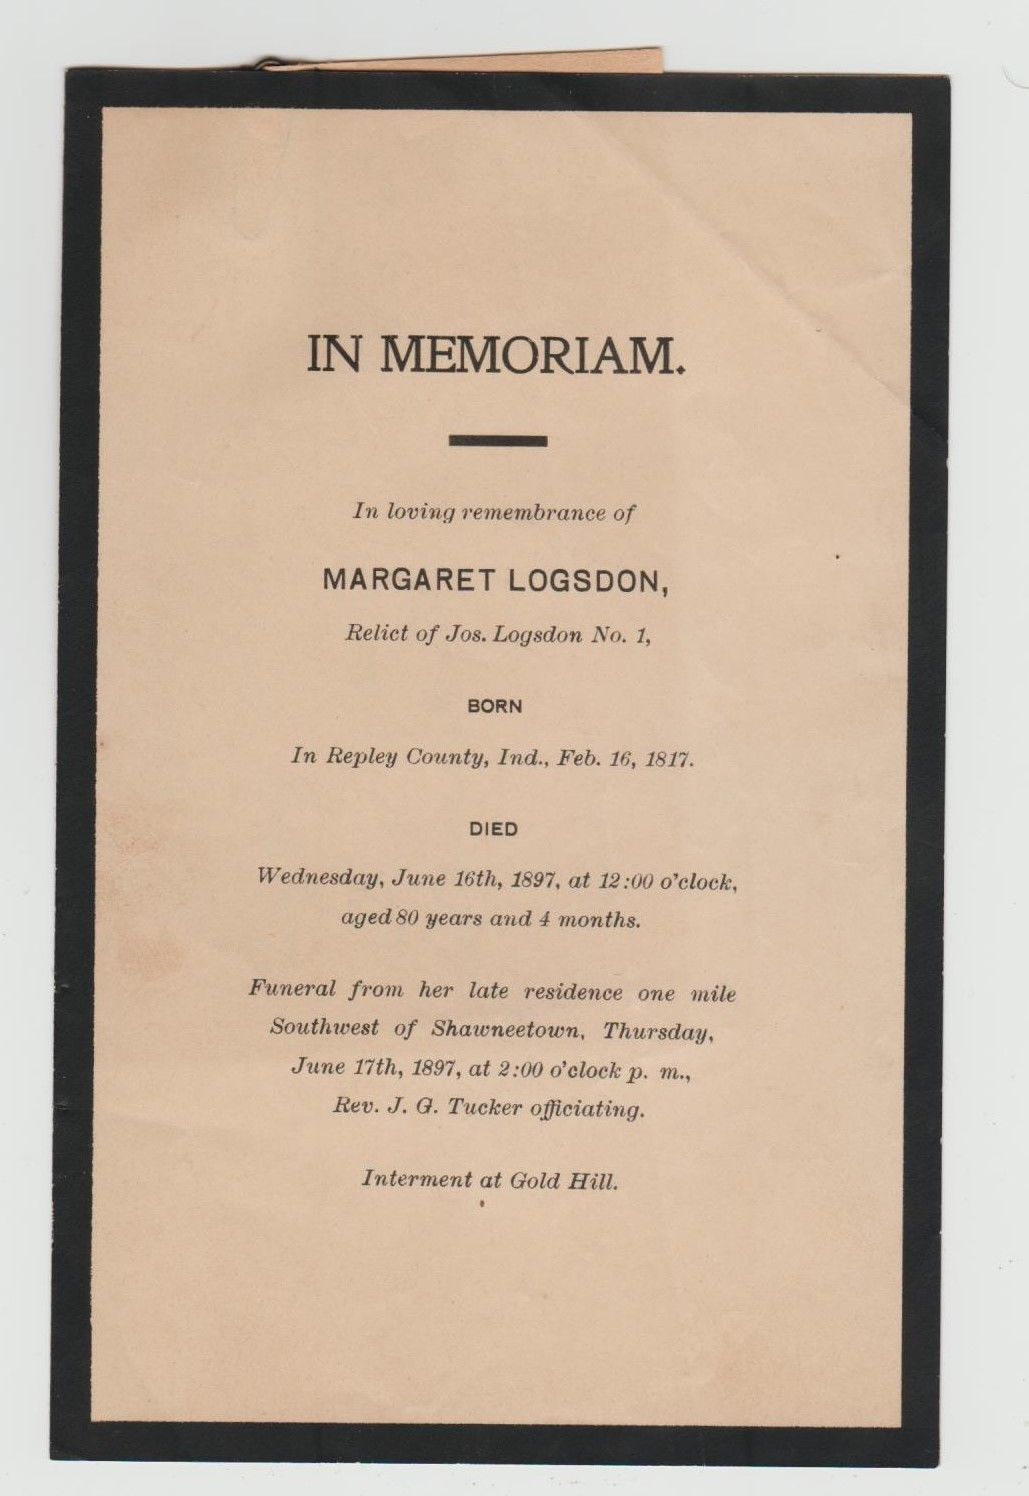 IN MEMORIAM.
In loving remembrance of
MARGARET LOGSDON,
Relict of Jos. Logsdon No. 1,
BORN
In Repley County, Ind., Feb. 16, 1817.
DIED
Wednesday, June 16th, 1897, at 12:00 o'clock,
aged 80 years and 4 months.
Funeral from her late residence one mile
Southwest of Shawneetown, Thursday,
June 17th, 1897, at 2:00 o'clock p. m.,
Rev. J. G. Tucker officiating.
Interment at Gold Hill.